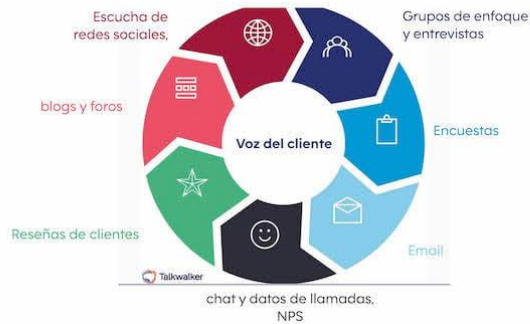 Escucha de
redes sociales,
Grupos de enfoque
y entrevistas
blogs y foros
Voz del cliente
Encuestas
Reseñas de clientes
Email
Talkwalker
chat y datos de llamadas,
NPS